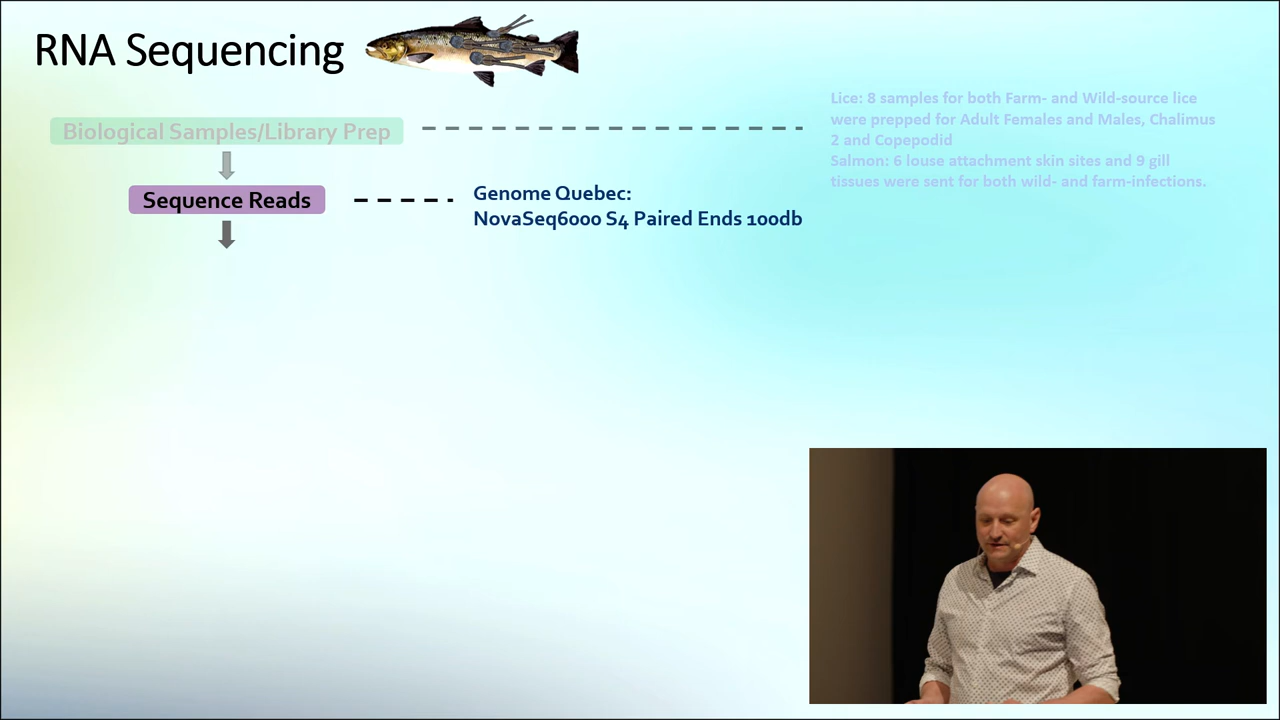 RNA Sequencing
Biological Samples/Library Prep
Lice: 8 samples for both Farm- and Wild-source lice
were prepped for Adult Females and Males, Chalimus
2 and Copepodid
Salmon: 6 louse attachment skin sites and 9 gill
tissues were sent for both wild- and farm-infections.
Sequence Reads
Genome Quebec:
NovaSeq6000 S4 Paired Ends 100db